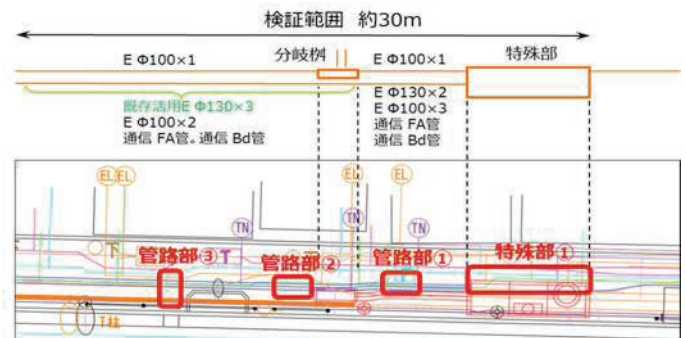 検証範囲 約30m
E Φ100×1
分岐桝
E Φ100×1
特殊部
既存活用E Φ130×3
E Φ100×2
通信 FA管。通信 Bd管
E Φ130×2
E Φ100×3
通信 FA管
通信 Bd管
EL EL
EL
EL
TN
TN
TN
下
T
管路部③
管路部②
管路部①
特殊部①
T柱